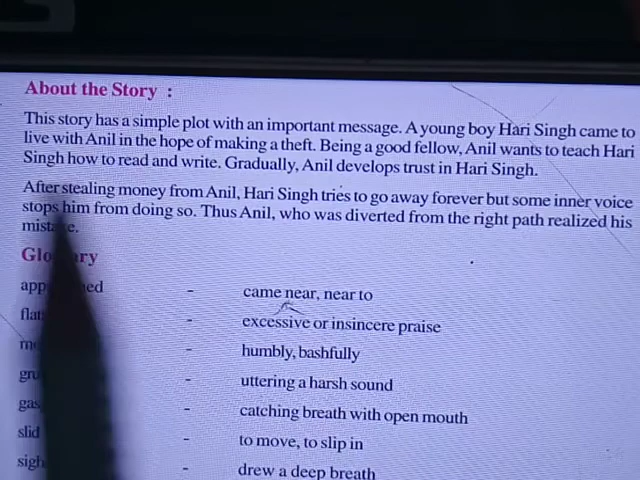 About the Story :
This story has a simple plot with an important message. A young boy Hari Singh came to
live with Anil in the hope of making a theft. Being a good fellow, Anil wants to teach Hari
Singh how to read and write. Gradually, Anil develops trust in Hari Singh.
After stealing money from Anil, Hari Singh tries to go away forever but some inner voice
stops him from doing so. Thus Anil, who was diverted from the right path realized his
mistake.
Glossary
- came near, near to
- excessive or insincere praise
- humbly, bashfully
- uttering a harsh sound
- catching breath with open mouth
slid - to move, to slip in
- drew a deep breath